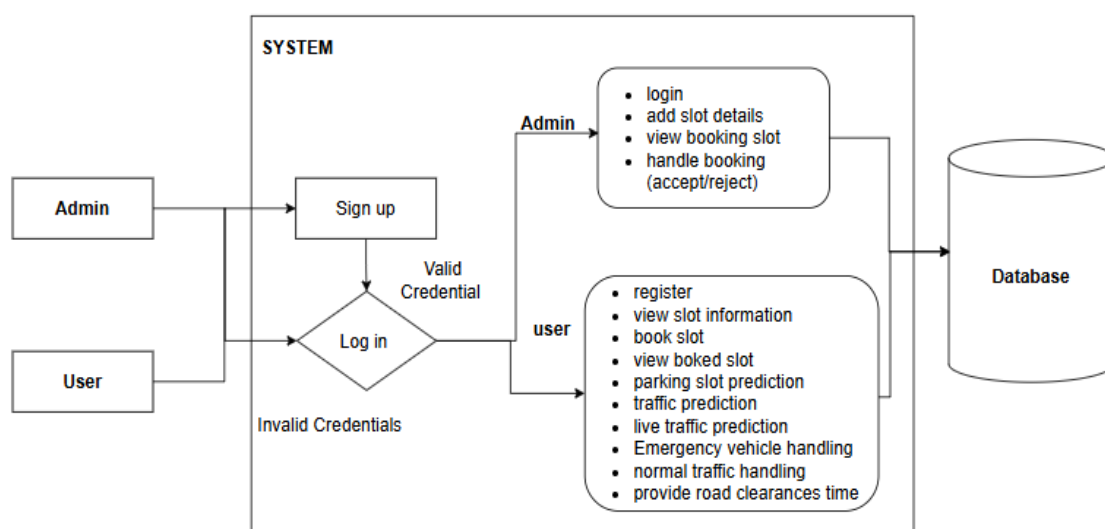 SYSTEM
Admin
User
Sign up
Log in
Valid
Credential
Invalid Credentials
Admin
• login
• add slot details
• view booking slot
• handle booking
(accept/reject)
user
• register
• view slot information
• book slot
• view boked slot
• parking slot prediction
• traffic prediction
• live traffic prediction
• Emergency vehicle handling
• normal traffic handling
• provide road clearances time
Database